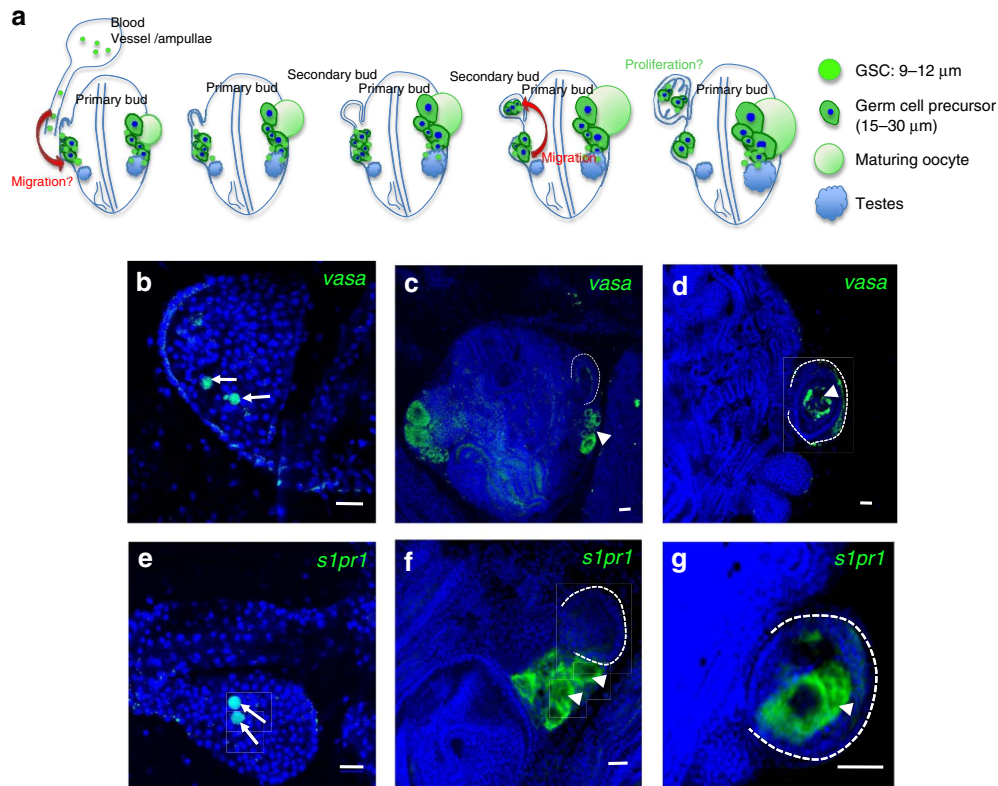 a
Blood
Vessel /ampullae
Primary bud
Migration?
Primary bud
Secondary bud
Primary bud
Secondary bud
Primary bud
Migration
Proliferation?
Primary bud
GSC: 9–12 μm
Germ cell precursor
(15–30 μm)
Maturing oocyte
Testes
b
vasa
c
vasa
d
vasa
e
s1pr1
f
s1pr1
g
s1pr1